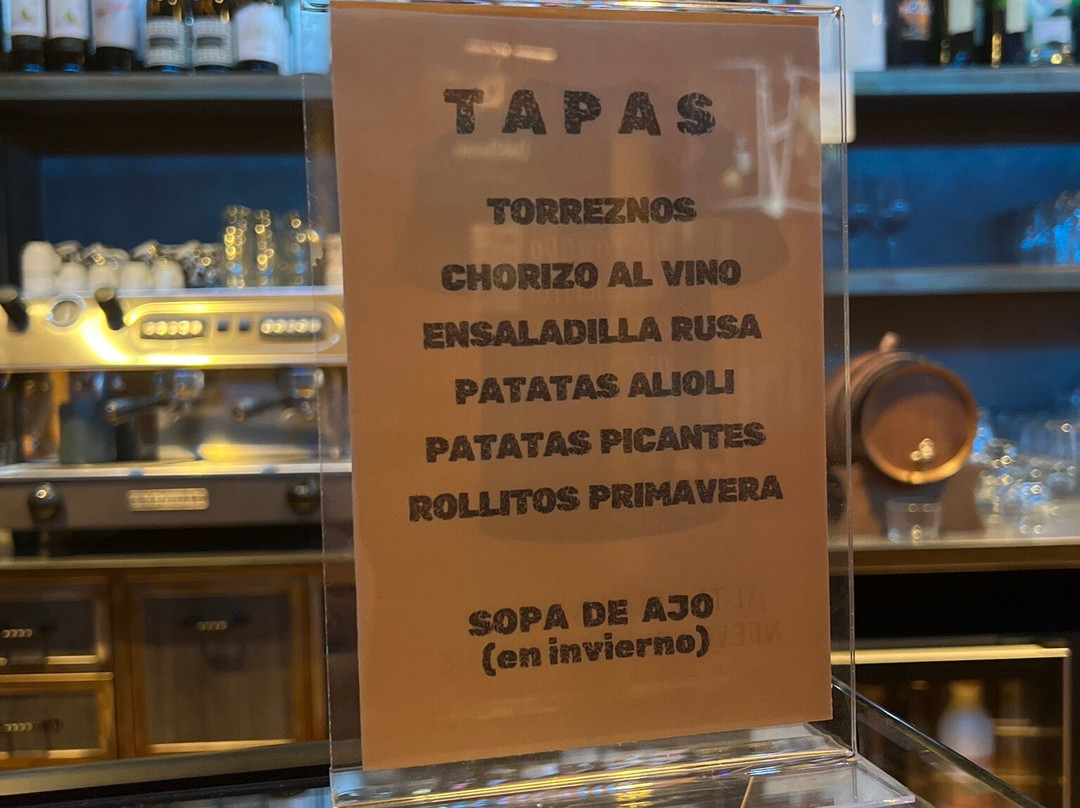 TAPAS
TORREZNOS
CHORIZO AL VINO
ENSALADILLA RUSA
PATATAS ALIOLI
PATATAS PICANTES
ROLLITOS PRIMAVERA
SOPA DE AJO
(en invierno)